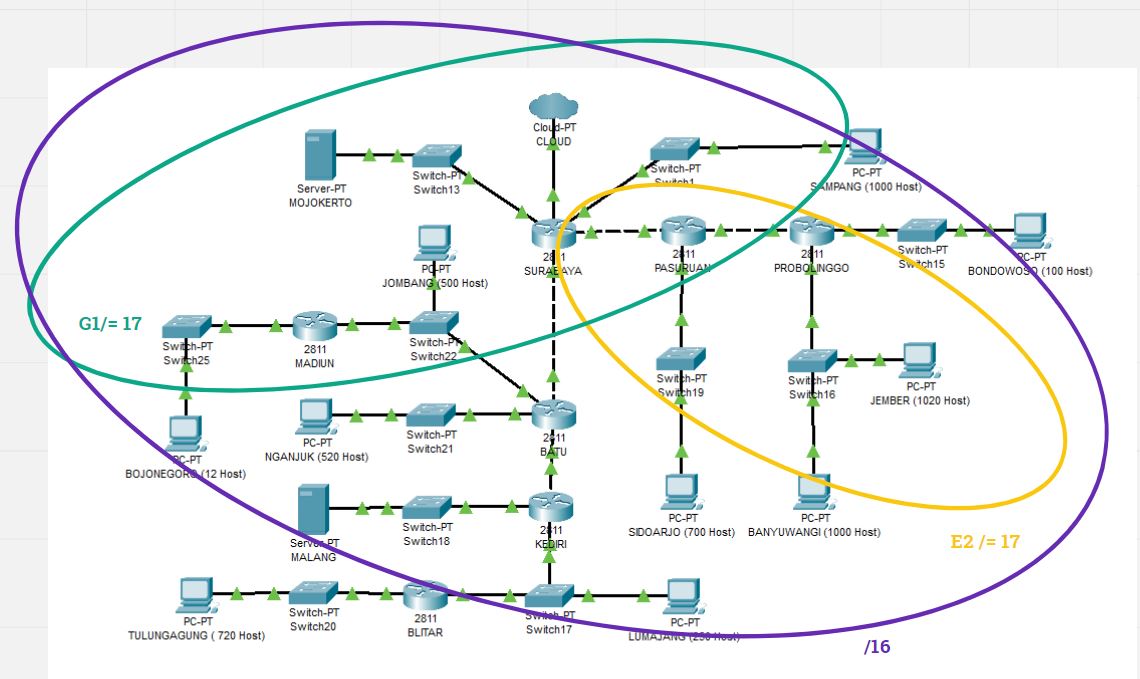 Cloud-PT
CLOUD
Server-PT
MOJOKERTO
Switch-PT
Switch13
Switch-PT
Switch1
PC-PT
SAMPANG (1000 Host)
2811
SURABAYA
2811
PASURUAN
2811
PROBOLINGGO
Switch-PT
Switch15
PC-PT
BONDOWOSO (100 Host)
PC-PT
JOMBANG (500 Host)
G1/= 17
Switch-PT
Switch25
2811
MADIUN
Switch-PT
Switch22
Switch-PT
Switch19
Switch-PT
Switch16
PC-PT
JEMBER (1020 Host)
PC-PT
BOJONEGORO (12 Host)
PC-PT
NGANJUK (520 Host)
Switch-PT
Switch21
2811
BATU
Server-PT
MALANG
Switch-PT
Switch18
2811
KEDIRI
PC-PT
SIDOARJO (700 Host)
PC-PT
BANYUWANGI (1000 Host)
E2 /= 17
PC-PT
TULUNGAGUNG ( 720 Host)
Switch-PT
Switch20
2811
BLITAR
Switch-PT
Switch17
PC-PT
LUMAJANG (250 Host)
/16